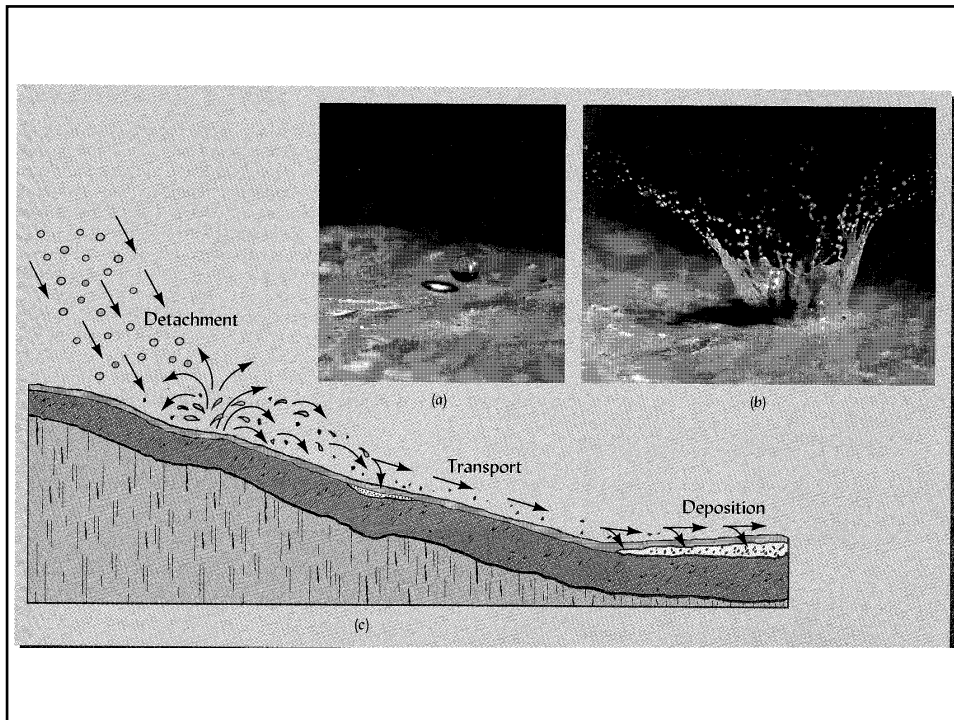 Detachment
(a)
(b)
Transport
Deposition
(c)